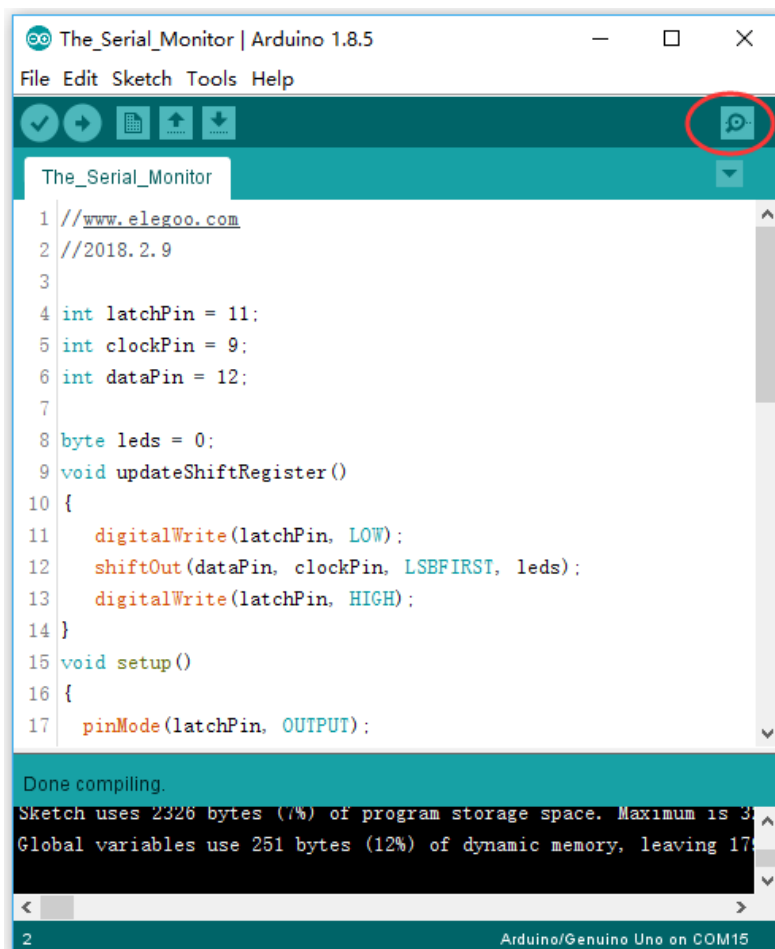 The_Serial_Monitor | Arduino 1.8.5
File Edit Sketch Tools Help
The_Serial_Monitor
1 //www.elegoo.com
2 //2018.2.9
3
4 int latchPin = 11;
5 int clockPin = 9;
6 int dataPin = 12;
7
8 byte leds = 0;
9 void updateShiftRegister()
10 {
11    digitalWrite(latchPin, LOW);
12    shiftOut(dataPin, clockPin, LSBFIRST, leds);
13    digitalWrite(latchPin, HIGH);
14 }
15 void setup()
16 {
17   pinMode(latchPin, OUTPUT);
Done compiling.
Sketch uses 2326 bytes (7%) of program storage space. Maximum is
Global variables use 251 bytes (12%) of dynamic memory, leaving
2 Arduino/Genuino Uno on COM15